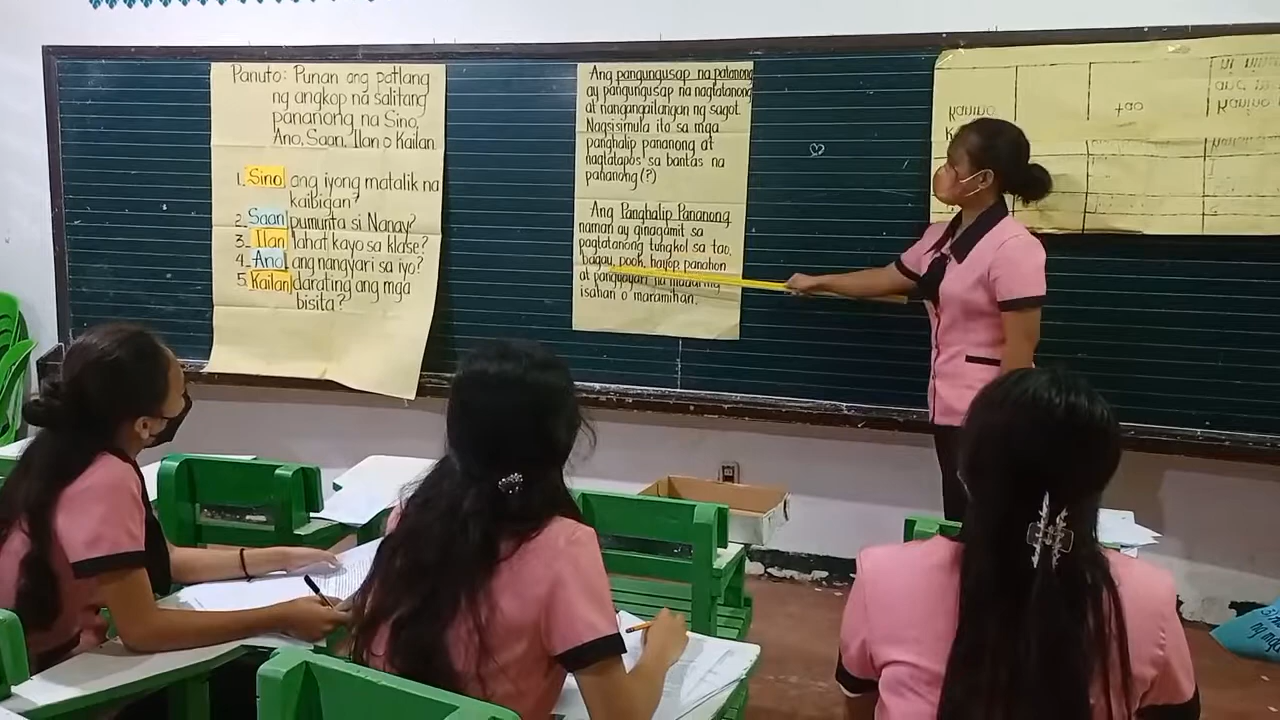 Panuto: Punan ang patlang
ng angkop na salitang
pananong na Sino,
Ano, Saan, Ilan o Kailan
1. Sino ang iyong matalik na
kaibigan?
2. Saan pumunta si Nanay?
3. Ilan lahat kayo sa klase?
4. Ano ang nangyari sa iyo?
5. Kailan darating ang mga
bisita?
Ang pangungusap na patanong
ay pangungusap na nagtatanong
at nangangailangan ng sagot.
Nagsisimula ito sa mga
panghalip pananong at
nagtatapos sa bantas na
pananong (?)
Ang Panghalip Pananong
naman ay ginagamit sa
pagtatanong tungkol sa tao,
bagay, pook, hayop, panahon
at pangyayari na maaaring
isahan o maramihan.
Kanino
tao
ng mga